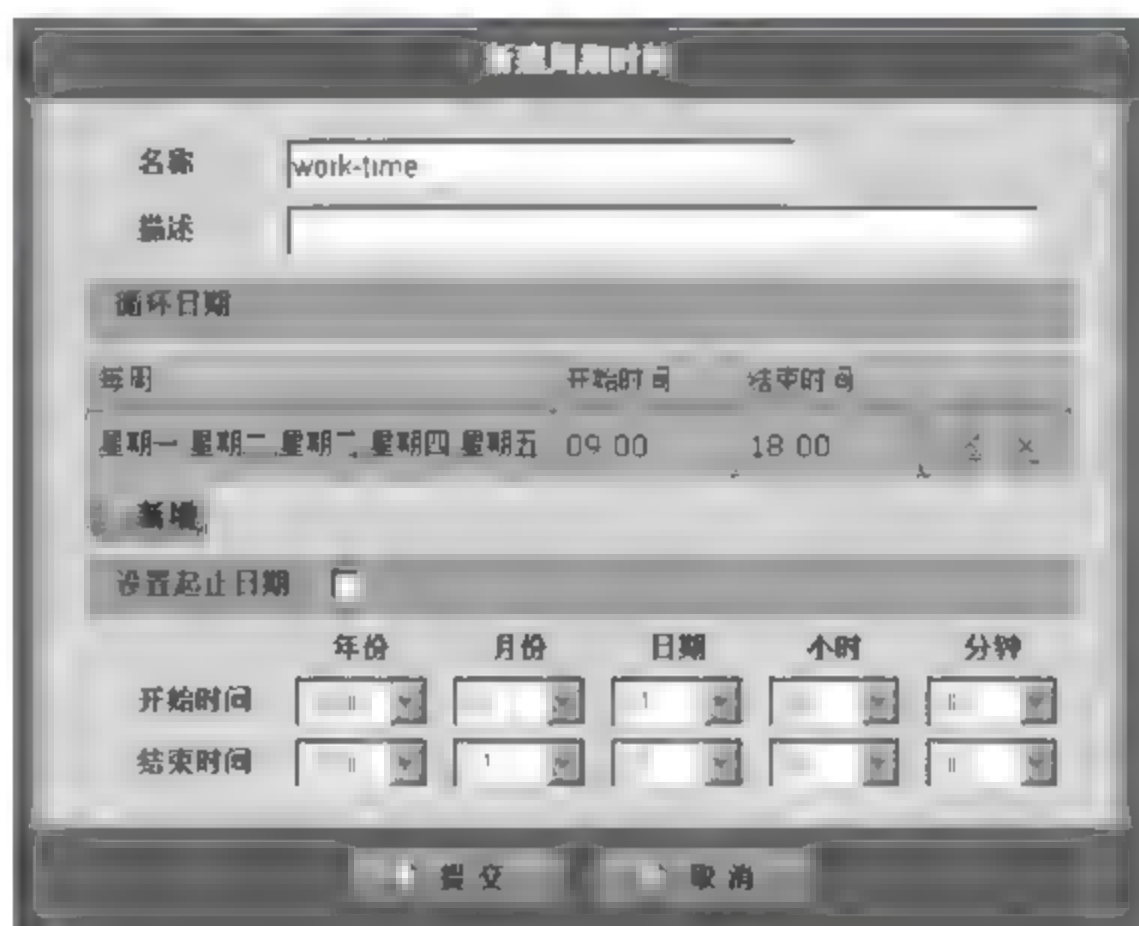 新建周期时间
名称 work-time
描述
循环日期
每周 开始时间 结束时间
星期一 星期二 星期三 星期四 星期五 09 00 18 00
新增
设置起止日期
年份 月份 日期 小时 分钟
开始时间 1
结束时间 1
提交 取消